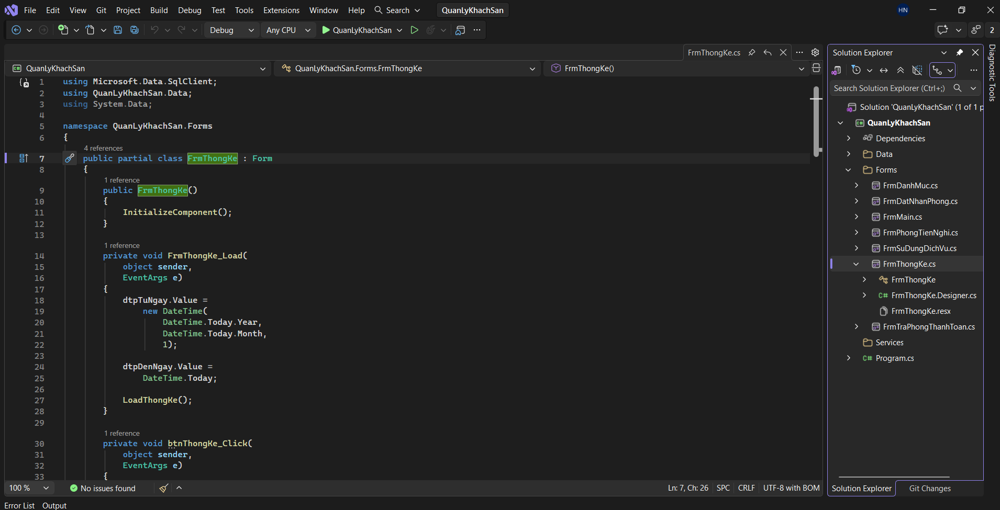 File Edit View Git Project Build Debug Test Tools Extensions Window Help Search QuanLyKhachSan HN
Debug Any CPU QuanLyKhachSan 2
FrmThongKe.cs
QuanLyKhachSan QuanLyKhachSan.Forms.FrmThongKe FrmThongKe()
1 using Microsoft.Data.SqlClient;
2 using QuanLyKhachSan.Data;
3 using System.Data;
4
5 namespace QuanLyKhachSan.Forms
6 {
4 references
7 public partial class FrmThongKe : Form
8 {
1 reference
9 public FrmThongKe()
10 {
11 InitializeComponent();
12 }
13
1 reference
14 private void FrmThongKe_Load(
15 object sender,
16 EventArgs e)
17 {
18 dtpTuNgay.Value =
19 new DateTime(
20 DateTime.Today.Year,
21 DateTime.Today.Month,
22 1);
23
24 dtpDenNgay.Value =
25 DateTime.Today;
26
27 LoadThongKe();
28 }
29
1 reference
30 private void btnThongKe_Click(
31 object sender,
32 EventArgs e)
33 {
100 % No issues found Ln: 7, Ch: 26 SPC CRLF UTF-8 with BOM
Error List Output
Solution Explorer
Search Solution Explorer (Ctrl+;)
Solution 'QuanLyKhachSan' (1 of 1 p
QuanLyKhachSan
Dependencies
Data
Forms
FrmDanhMuc.cs
FrmDatNhanPhong.cs
FrmMain.cs
FrmPhongTienNghi.cs
FrmSuDungDichVu.cs
FrmThongKe.cs
FrmThongKe
FrmThongKe.Designer.cs
FrmThongKe.resx
FrmTraPhongThanhToan.cs
Services
C# Program.cs
Solution Explorer Git Changes
Diagnostic Tools